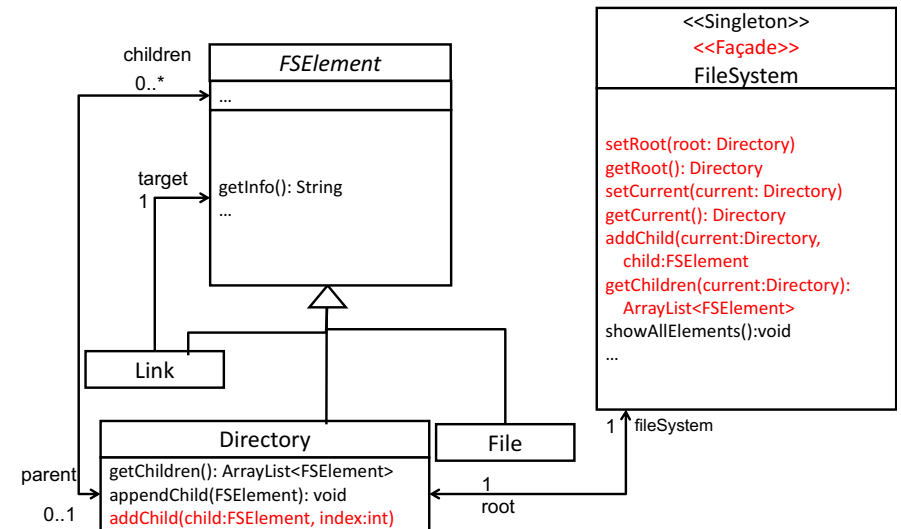 children
0..*
FSElement
...
target
1
getInfo(): String
...
Link
Directory
getChildren(): ArrayList<FSElement>
appendChild(FSElement): void
addChild(child:FSElement, index:int)
File
parent
0..1
1
root
1
fileSystem
<<Singleton>>
<<Façade>>
FileSystem
setRoot(root: Directory)
getRoot(): Directory
setCurrent(current: Directory)
getCurrent(): Directory
addChild(current:Directory,
child:FSElement
getChildren(current:Directory):
ArrayList<FSElement>
showAllElements():void
...